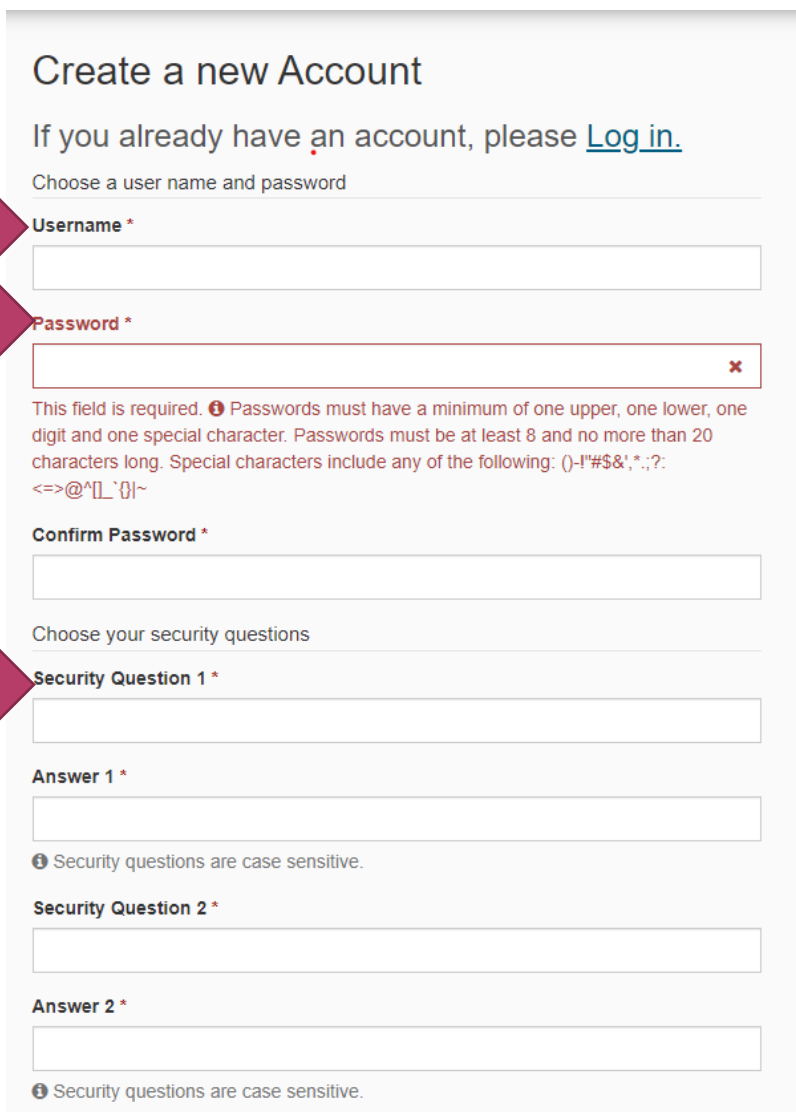 Create a new Account
If you already have an account, please Log in.
Choose a user name and password
Username *
Password *
This field is required. Passwords must have a minimum of one upper, one lower, one
digit and one special character. Passwords must be at least 8 and no more than 20
characters long. Special characters include any of the following: ()-!"#$&',*.;?:
<=>@^[]_`{}|~
Confirm Password *
Choose your security questions
Security Question 1 *
Answer 1 *
Security questions are case sensitive.
Security Question 2 *
Answer 2 *
Security questions are case sensitive.